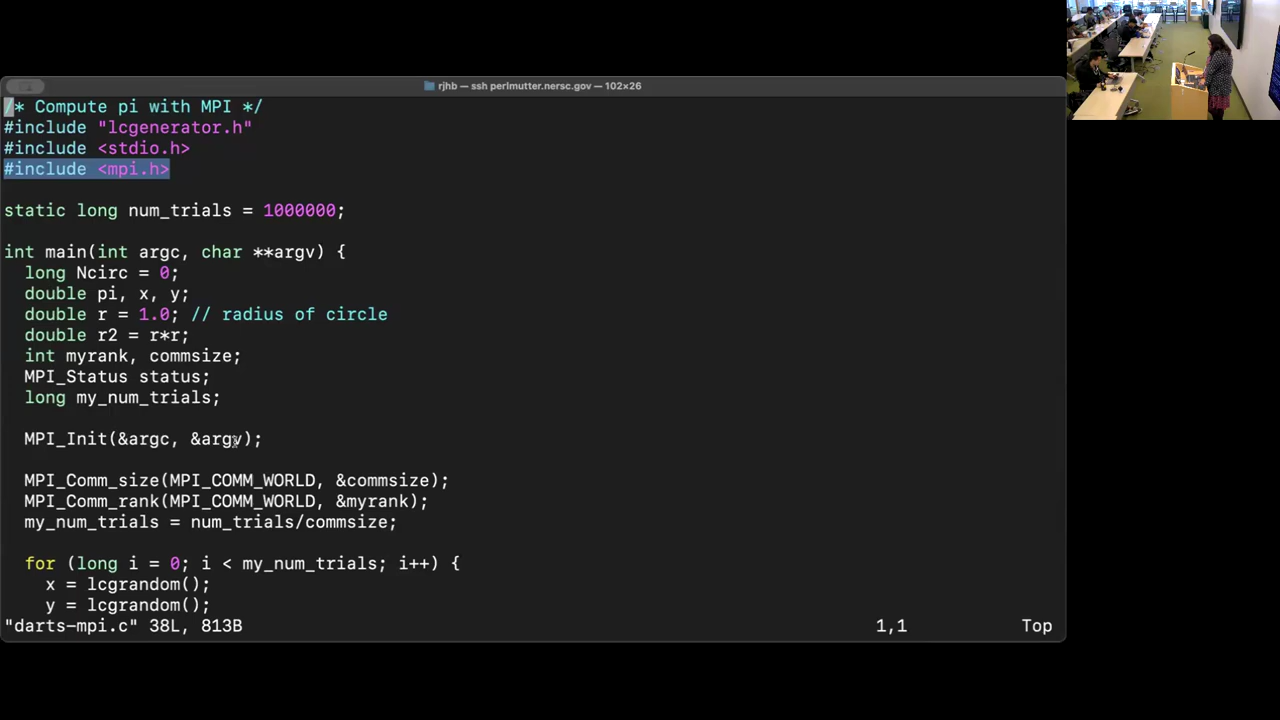 rjhb — ssh perlmutter.nersc.gov — 102×26
/* Compute pi with MPI */
#include "lcgenerator.h"
#include <stdio.h>
#include <mpi.h>
static long num_trials = 1000000;
int main(int argc, char **argv) {
long Ncirc = 0;
double pi, x, y;
double r = 1.0; // radius of circle
double r2 = r*r;
int myrank, commsize;
MPI_Status status;
long my_num_trials;
MPI_Init(&argc, &argv);
MPI_Comm_size(MPI_COMM_WORLD, &commsize);
MPI_Comm_rank(MPI_COMM_WORLD, &myrank);
my_num_trials = num_trials/commsize;
for (long i = 0; i < my_num_trials; i++) {
x = lcgrandom();
y = lcgrandom();
"darts-mpi.c" 38L, 813B 1,1 Top